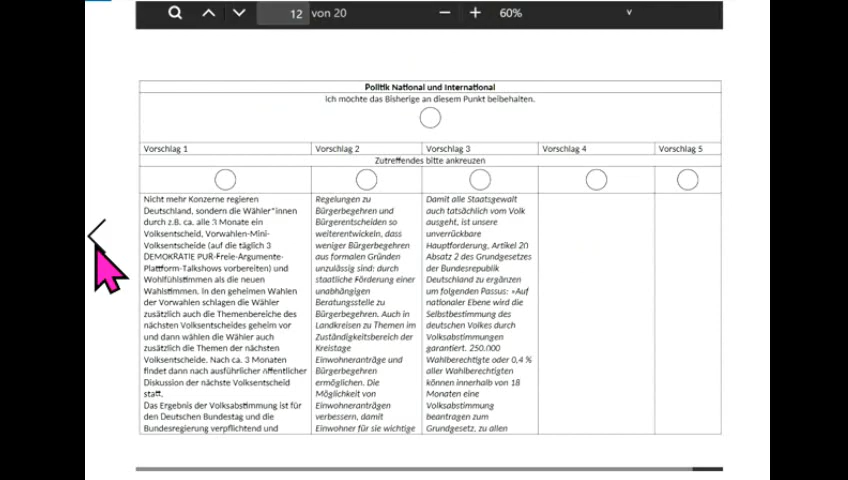 12 von 20
60%
Politik National und International
Ich möchte das Bisherige an diesem Punkt beibehalten.
Vorschlag 1
Vorschlag 2
Vorschlag 3
Vorschlag 4
Vorschlag 5
Zutreffendes bitte ankreuzen
Nicht mehr Konzerne regieren
Deutschland, sondern die Wähler*innen
durch z.B. ca. alle 3 Monate ein
Volksentscheid, Vorwahlen-Mini-
Volksentscheide (auf die täglich 3
DEMOKRATIE PUR-Freie-Argumente-
Plattform-Talkshows vorbereiten) und
Wohlfühlstimmen als die neuen
Wahlstimmen. In den geheimen Wahlen
der Vorwahlen schlagen die Wähler
zusätzlich auch die Themenbereiche des
nächsten Volksentscheides geheim vor
und dann wählen die Wähler auch
zusätzlich die Themen der nächsten
Volksentscheide. Nach ca. 3 Monaten
findet dann nach ausführlicher öffentlicher
Diskussion der nächste Volksentscheid
statt.
Das Ergebnis der Volksabstimmung ist für
den Deutschen Bundestag und die
Bundesregierung verpflichtend und
Regelungen zu
Bürgerbegehren und
Bürgerentscheiden so
weiterentwickeln, dass
weniger Bürgerbegehren
aus formalen Gründen
unzulässig sind: durch
staatliche Förderung einer
unabhängigen
Beratungsstelle zu
Bürgerbegehren. Auch in
Landkreisen zu Themen im
Zuständigkeitsbereich der
Kreistage
Einwohneranträge und
Bürgerbegehren
ermöglichen. Die
Möglichkeit von
Einwohneranträgen
verbessern, damit
Einwohner für sie wichtige
Damit alle Staatsgewalt
auch tatsächlich vom Volk
ausgeht, ist unsere
unverrückbare
Hauptforderung, Artikel 20
Absatz 2 des Grundgesetzes
der Bundesrepublik
Deutschland zu ergänzen
um folgenden Passus: »Auf
nationaler Ebene wird die
Selbstbestimmung des
deutschen Volkes durch
Volksabstimmungen
garantiert. 250.000
Wahlberechtigte oder 0,4 %
aller Wahlberechtigten
können innerhalb von 18
Monaten eine
Volksabstimmung
beantragen zum
Grundgesetz, zu allen